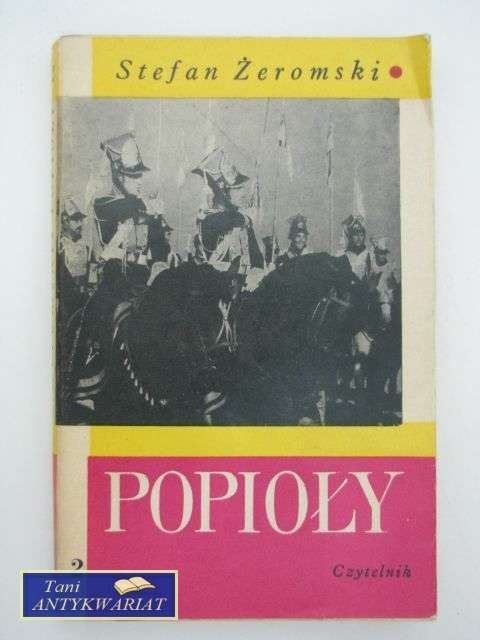 Stefan Żeromski
POPIOŁY
Czytelnik
Tani
ANTYKWARIAT